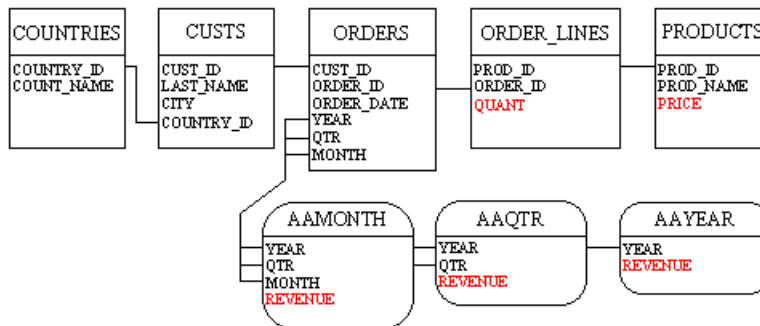 COUNTRIES
COUNTRY_ID
COUNT_NAME
CUSTS
CUST_ID
LAST_NAME
CITY
COUNTRY_ID
ORDERS
CUST_ID
ORDER_ID
ORDER_DATE
YEAR
QTR
MONTH
ORDER_LINES
PROD_ID
ORDER_ID
QUANT
PRODUCTS
PROD_ID
PROD_NAME
PRICE
AAMONTH
YEAR
QTR
MONTH
REVENUE
AAQTR
YEAR
QTR
REVENUE
AAYEAR
YEAR
REVENUE